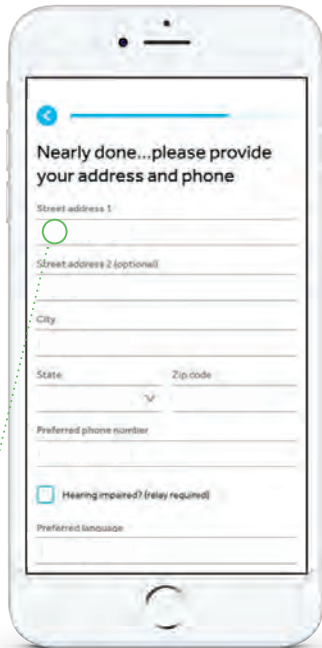 Nearly done...please provide
your address and phone
Street address 1
Street address 2 (optional)
City
State Zip code
Preferred phone number
Hearing impaired? (relay required)
Preferred language